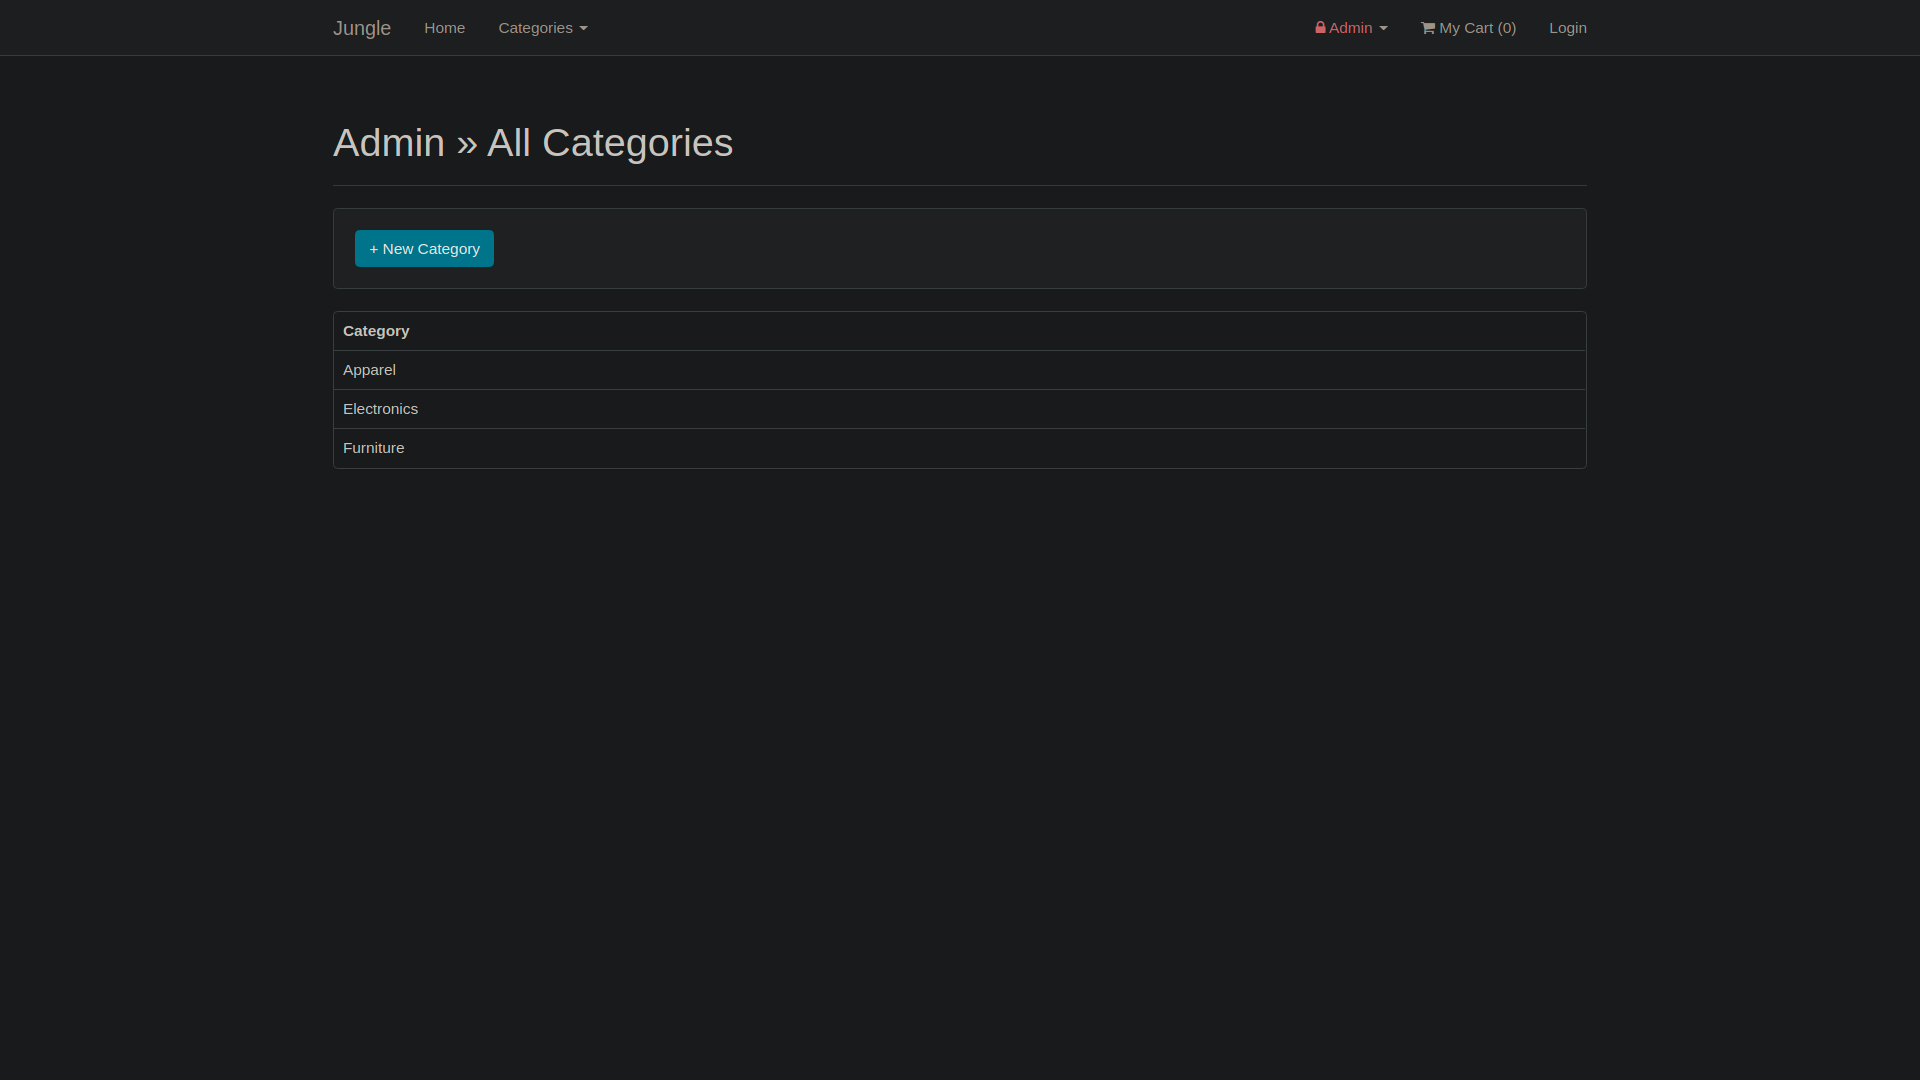 Jungle Home Categories Admin My Cart (0) Login
Admin » All Categories
+ New Category
Category
Apparel
Electronics
Furniture